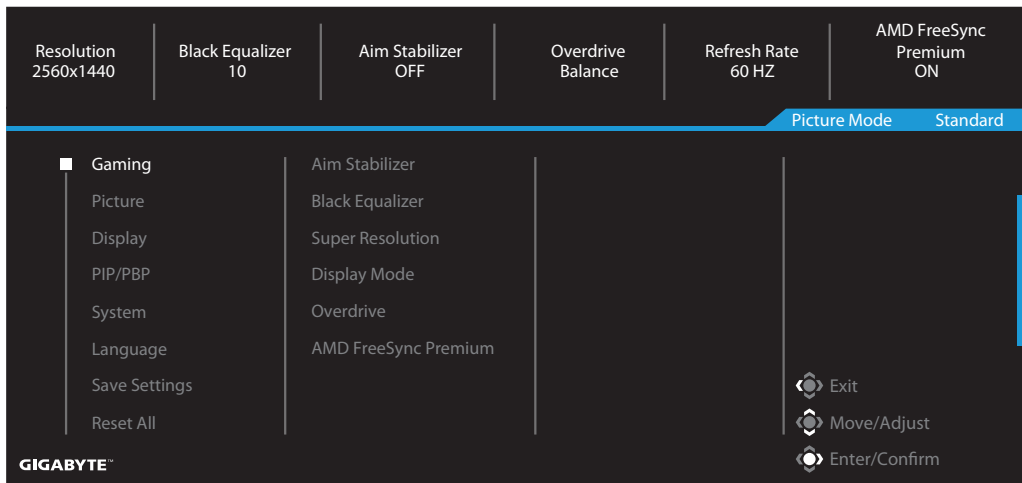 Resolution
2560x1440
Black Equalizer
10
Aim Stabilizer
OFF
Overdrive
Balance
Refresh Rate
60 HZ
AMD FreeSync
Premium
ON
Picture Mode Standard
Gaming
Picture
Display
PIP/PBP
System
Language
Save Settings
Reset All
Aim Stabilizer
Black Equalizer
Super Resolution
Display Mode
Overdrive
AMD FreeSync Premium
Exit
Move/Adjust
Enter/Confirm
GIGABYTE™